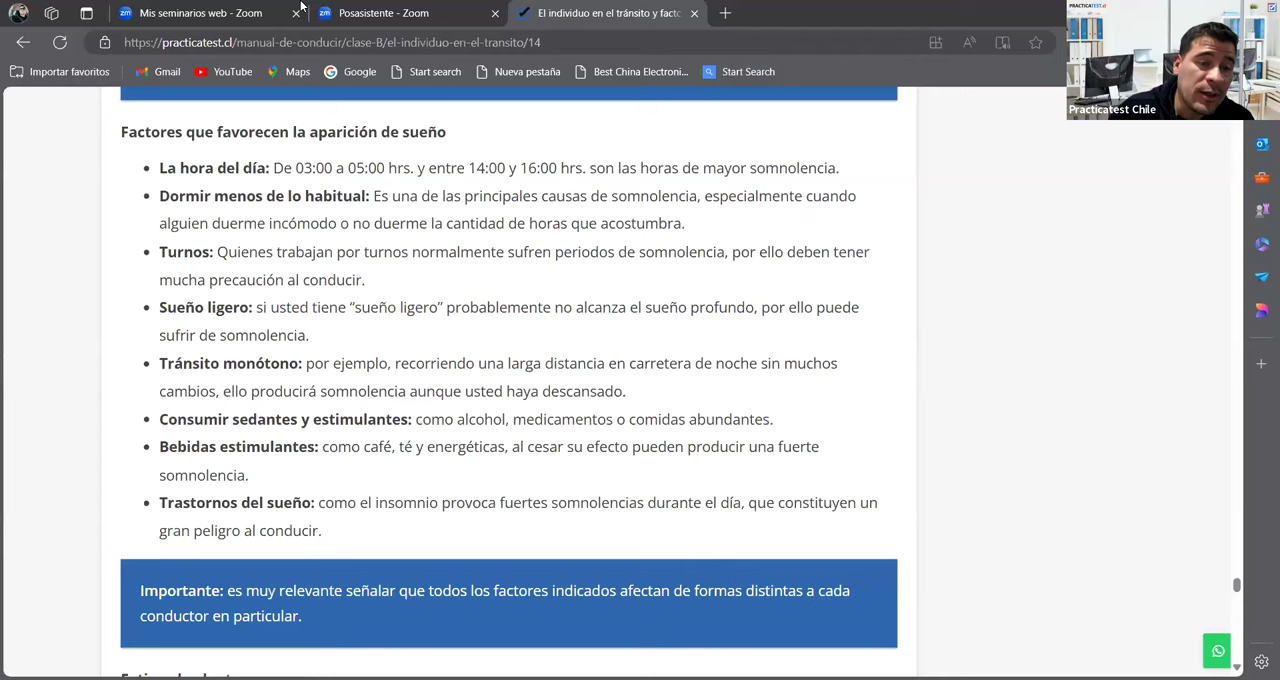 Mis seminarios web - Zoom
Posasistente - Zoom
El individuo en el tránsito y facto
https://practicatest.cl/manual-de-conducir/clase-B/el-individuo-en-el-transito/14
Importar favoritos
Gmail
YouTube
Maps
Google
Start search
Nueva pestaña
Best China Electroni...
Start Search
PRACTICATEST.cl
Practicatest Chile
Factores que favorecen la aparición de sueño
• La hora del día: De 03:00 a 05:00 hrs. y entre 14:00 y 16:00 hrs. son las horas de mayor somnolencia.
• Dormir menos de lo habitual: Es una de las principales causas de somnolencia, especialmente cuando
alguien duerme incómodo o no duerme la cantidad de horas que acostumbra.
• Turnos: Quienes trabajan por turnos normalmente sufren periodos de somnolencia, por ello deben tener
mucha precaución al conducir.
• Sueño ligero: si usted tiene “sueño ligero” probablemente no alcanza el sueño profundo, por ello puede
sufrir de somnolencia.
• Tránsito monótono: por ejemplo, recorriendo una larga distancia en carretera de noche sin muchos
cambios, ello producirá somnolencia aunque usted haya descansado.
• Consumir sedantes y estimulantes: como alcohol, medicamentos o comidas abundantes.
• Bebidas estimulantes: como café, té y energéticas, al cesar su efecto pueden producir una fuerte
somnolencia.
• Trastornos del sueño: como el insomnio provoca fuertes somnolencias durante el día, que constituyen un
gran peligro al conducir.
Importante: es muy relevante señalar que todos los factores indicados afectan de formas distintas a cada
conductor en particular.